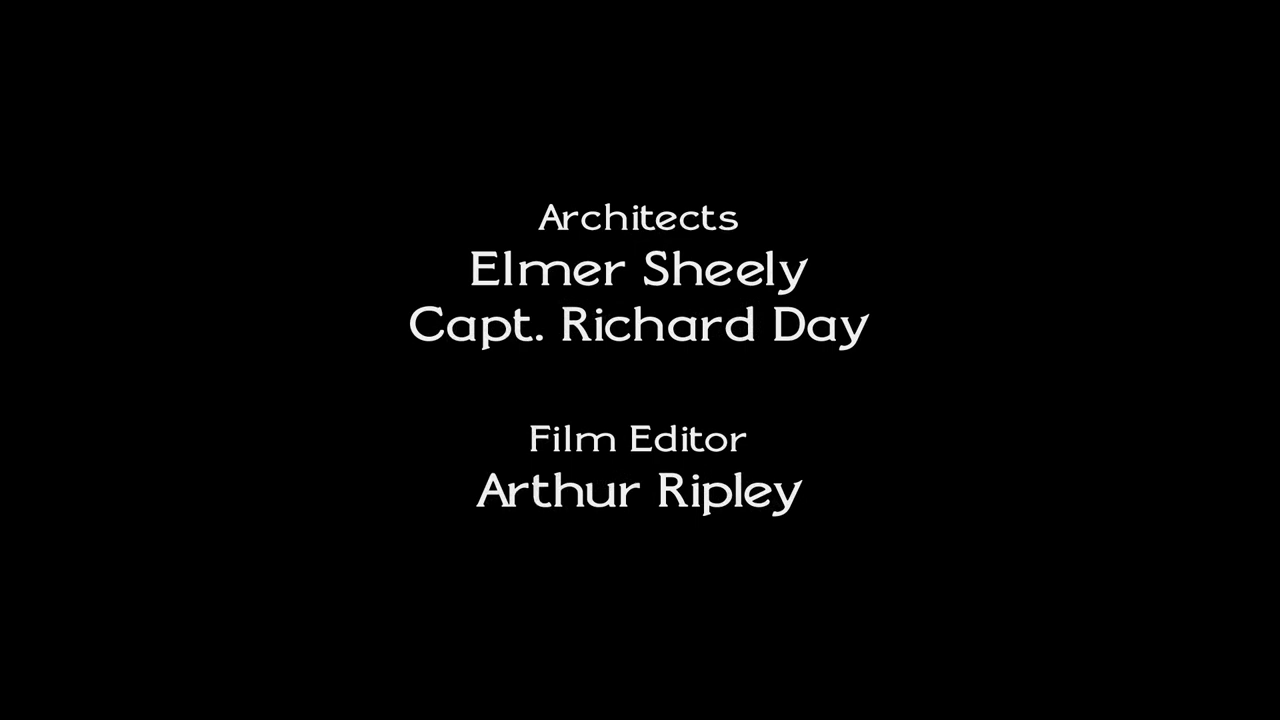 Architects
Elmer Sheely
Capt. Richard Day
Film Editor
Arthur Ripley